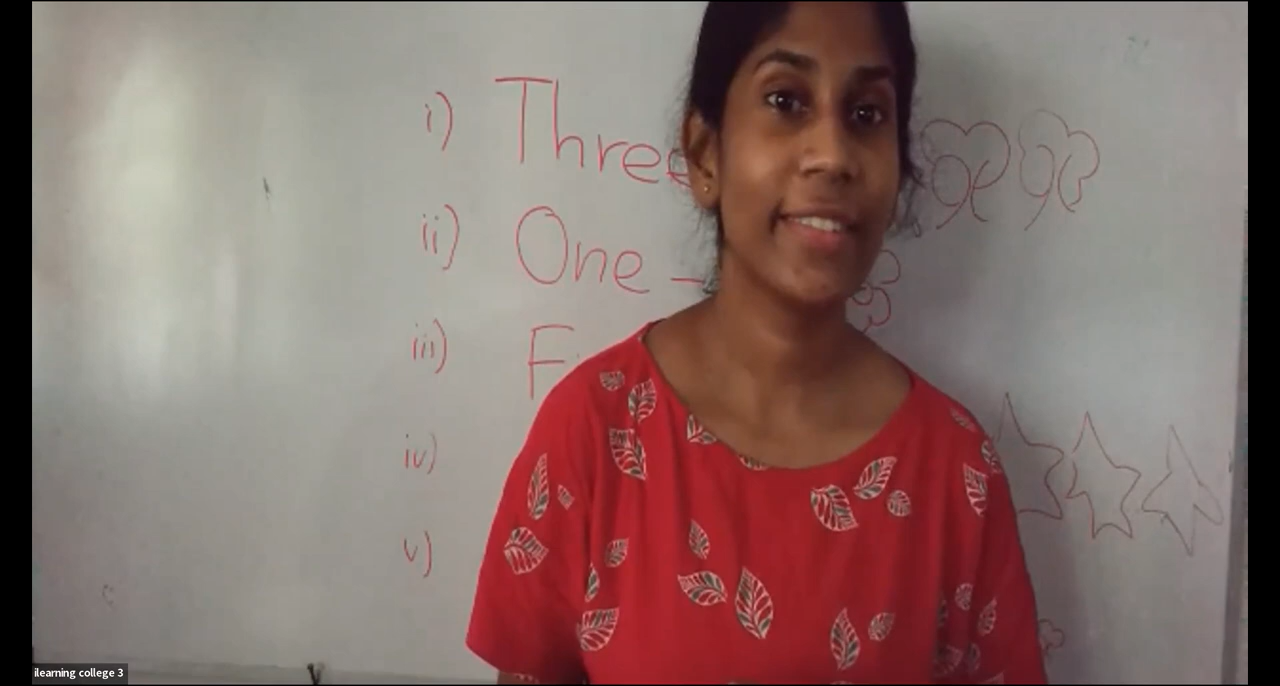 i) Three
ii) One -
iii) F
iv)
v)
ilearning college 3